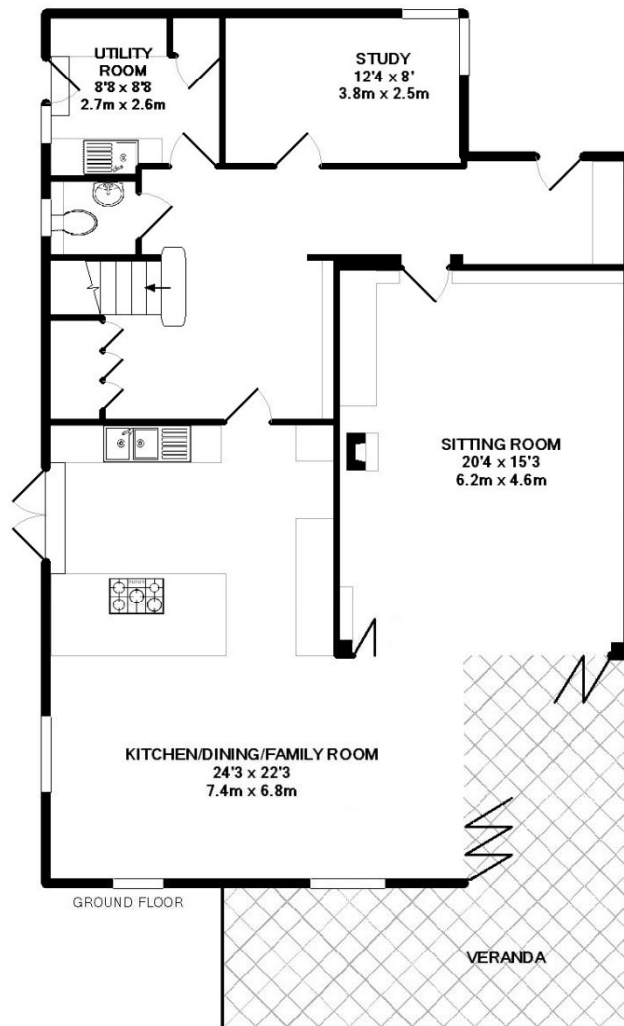 UTILITY
ROOM
8'8 x 8'8
2.7m x 2.6m
STUDY
12'4 x 8'
3.8m x 2.5m
SITTING ROOM
20'4 x 15'3
6.2m x 4.6m
KITCHEN/DINING/FAMILY ROOM
24'3 x 22'3
7.4m x 6.8m
GROUND FLOOR
VERANDA